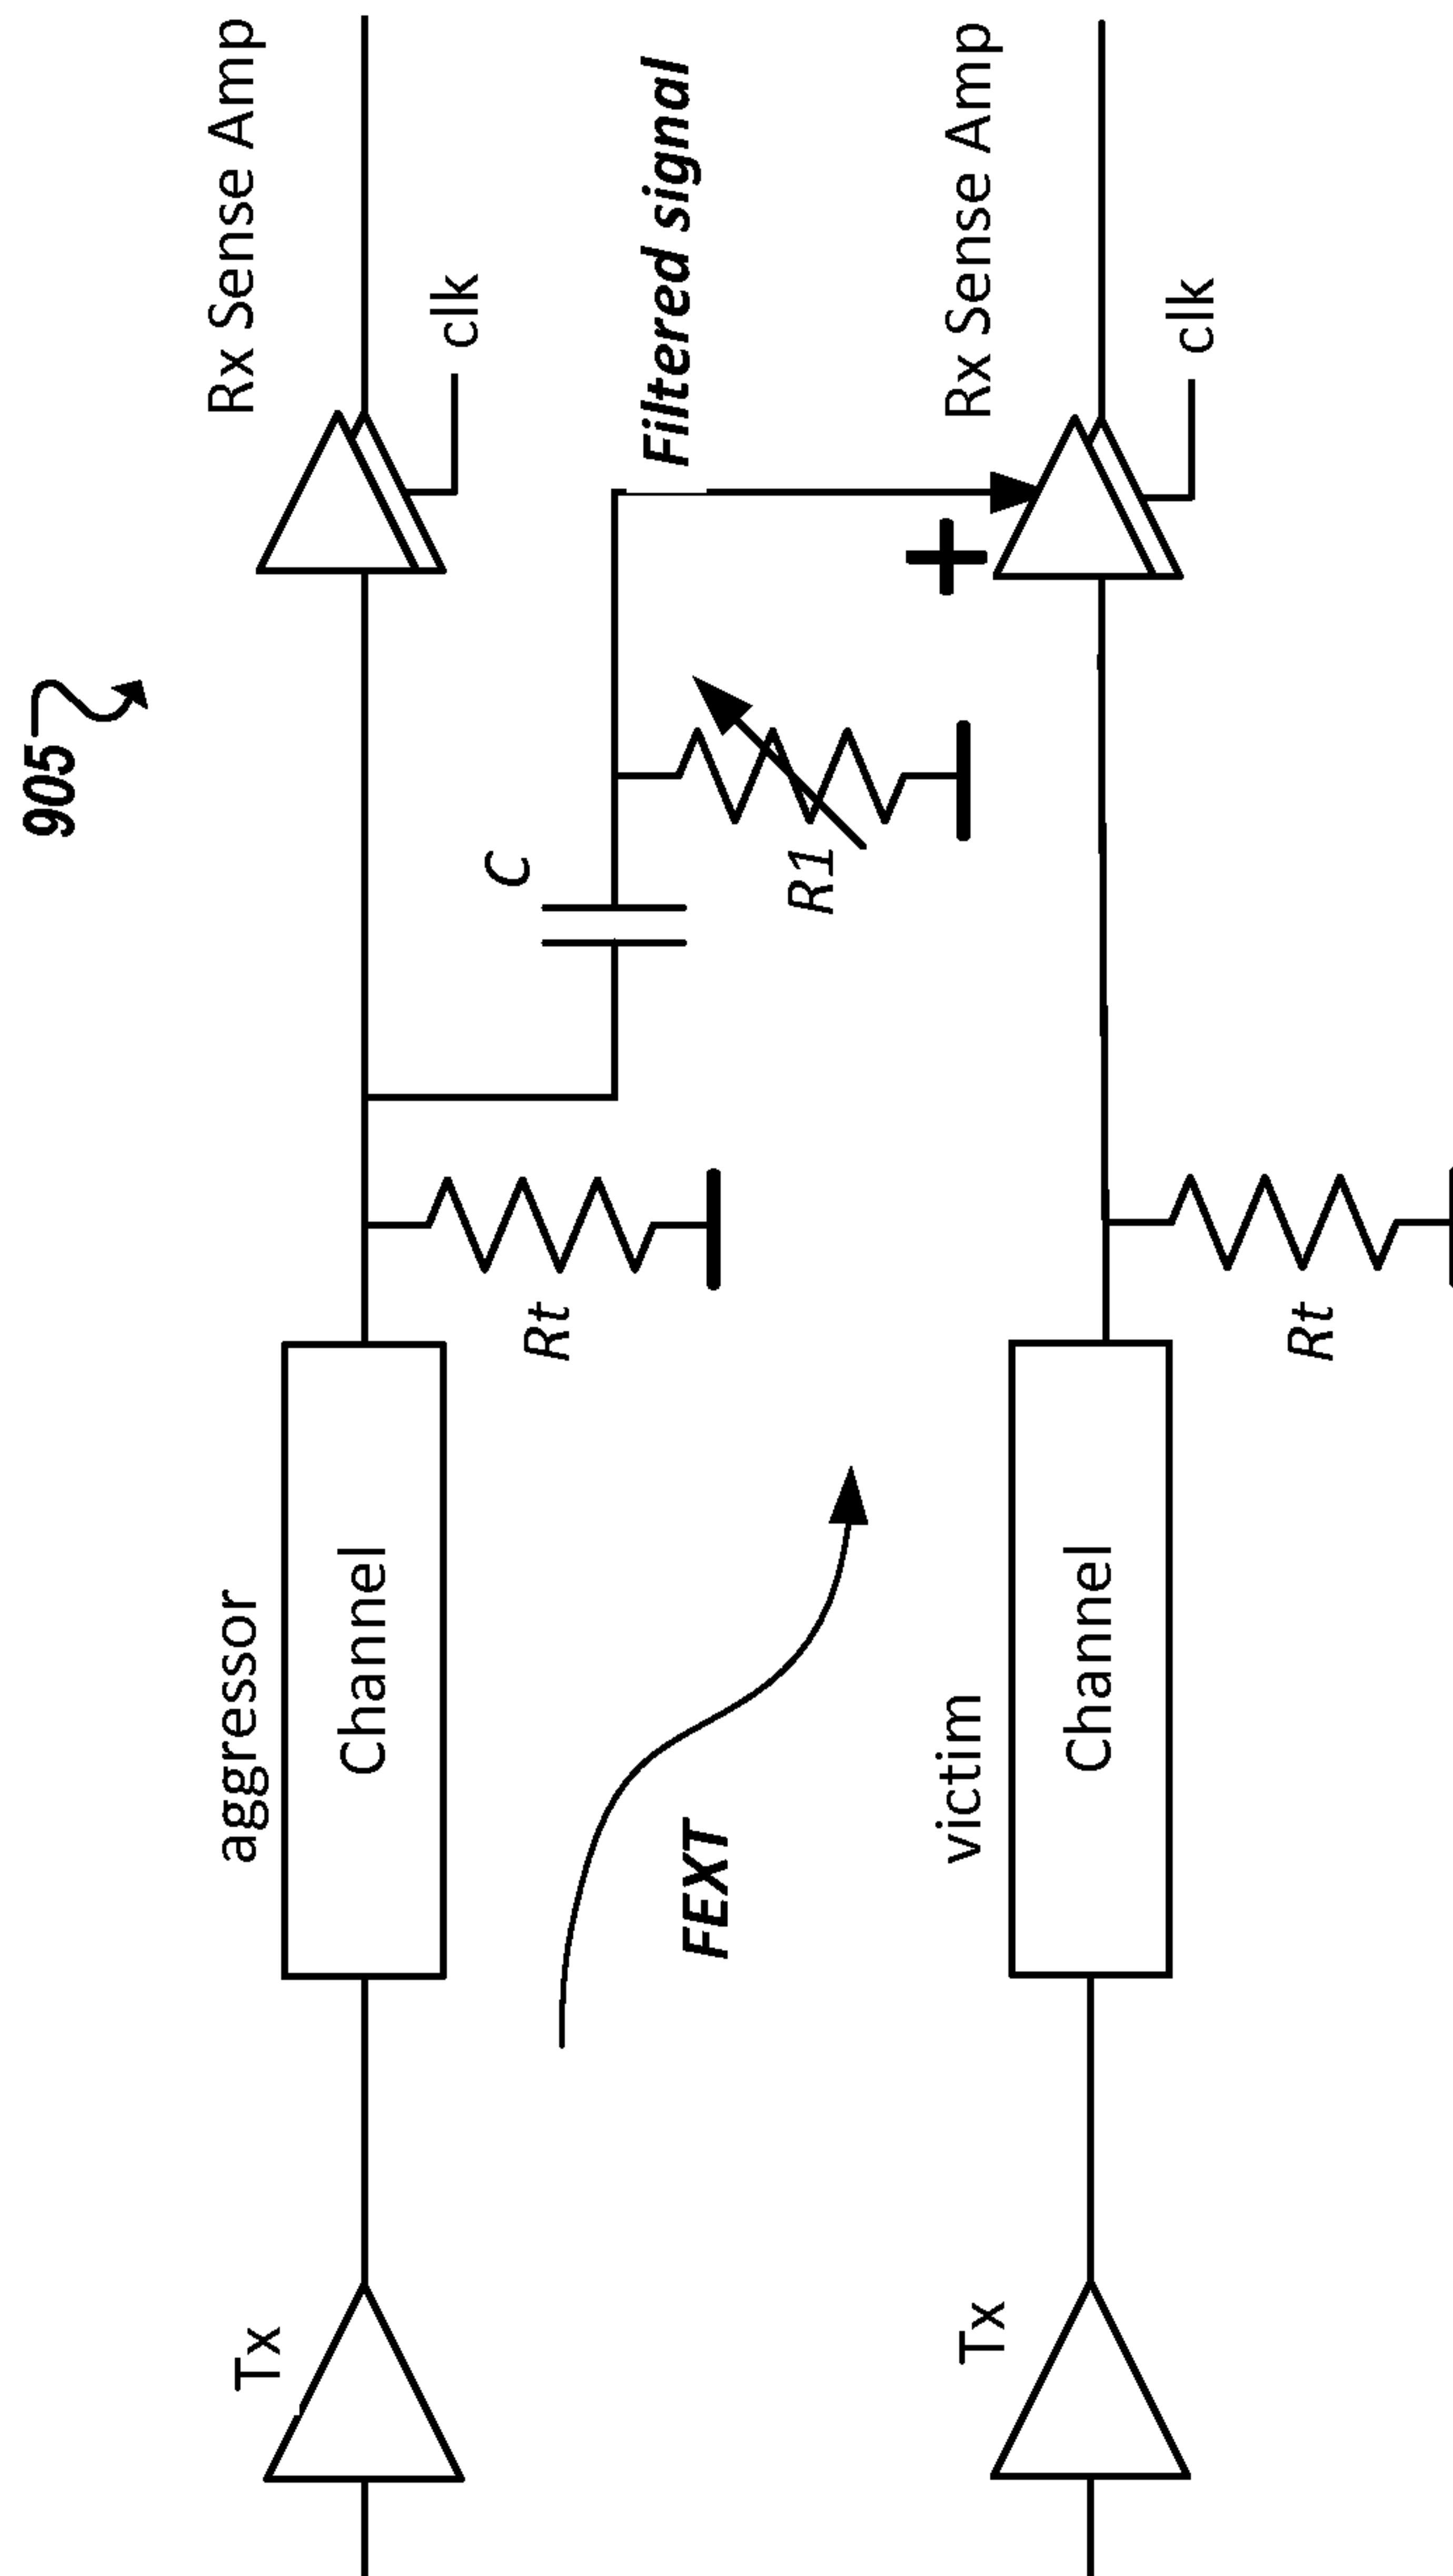 905
aggressor
Tx
Channel
Rt
C
R1
Rx Sense Amp
clk
FEXT
Filtered signal
victim
Tx
Channel
Rt
+
Rx Sense Amp
clk